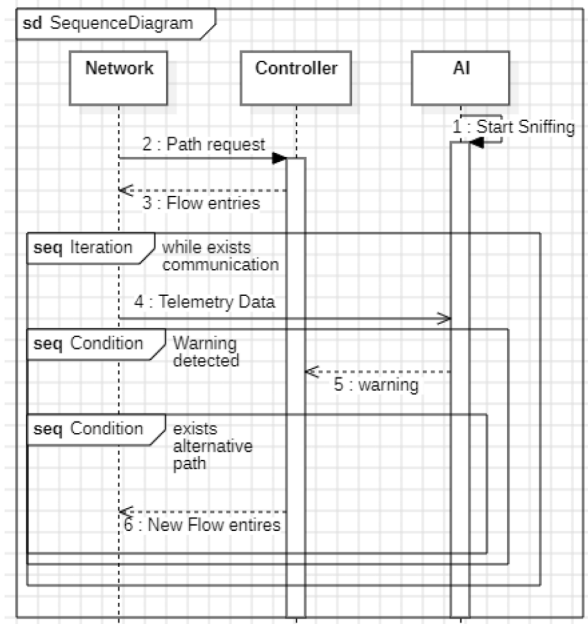 sd SequenceDiagram
Network
Controller
AI
1 : Start Sniffing
2 : Path request
3 : Flow entries
seq Iteration
while exists
communication
4 : Telemetry Data
seq Condition
Warning
detected
5 : warning
seq Condition
exists
alternative
path
6 : New Flow entires